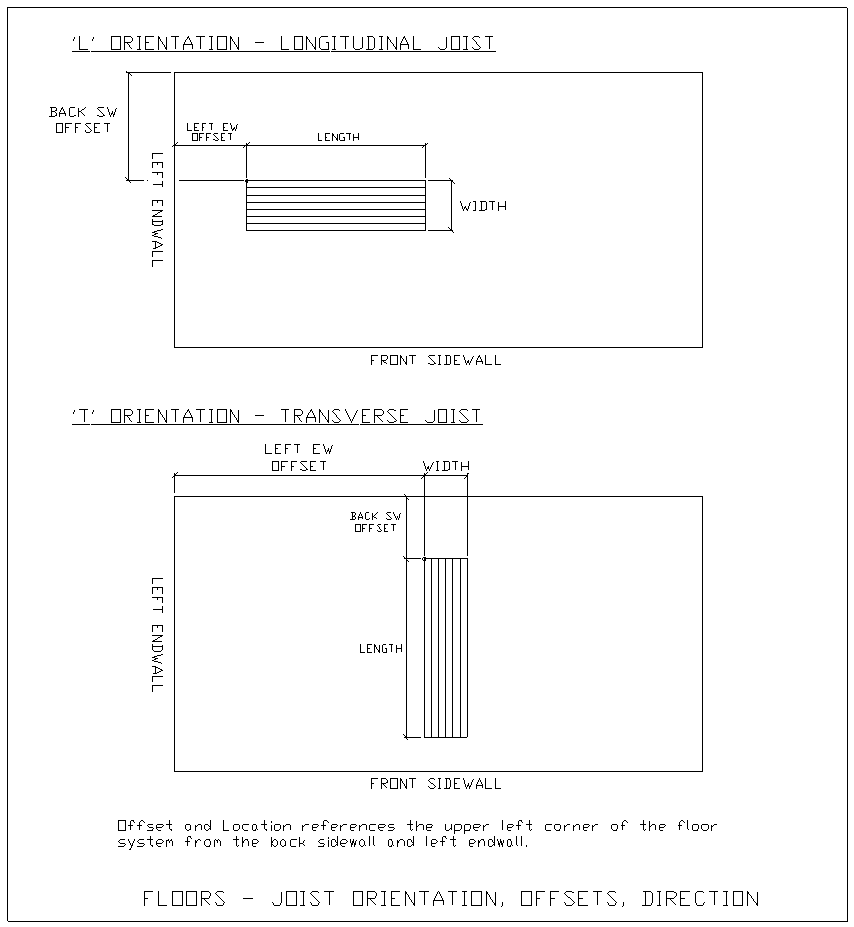 'L' ORIENTATION - LONGITUDINAL JOIST
BACK SW
OFFSET
LEFT EW
OFFSET
LENGTH
LEFT ENDWALL
WIDTH
FRONT SIDEWALL
'T' ORIENTATION - TRANSVERSE JOIST
LEFT EW
OFFSET
WIDTH
BACK SW
OFFSET
LEFT ENDWALL
LENGTH
FRONT SIDEWALL
Offset and Location references the upper left corner of the floor
system from the back sidewall and left endwall.
FLOORS - JOIST ORIENTATION, OFFSETS, DIRECTION